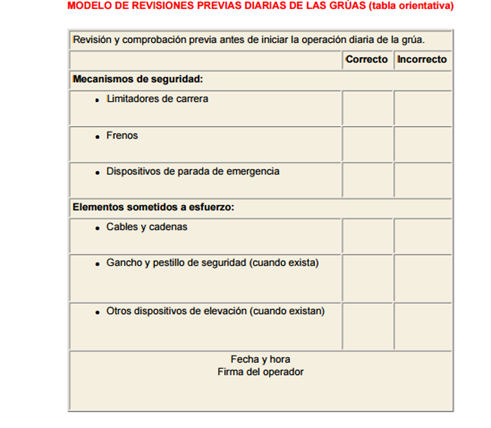 MODELO DE REVISIONES PREVIAS DIARIAS DE LAS GRÚAS (tabla orientativa)
Revisión y comprobación previa antes de iniciar la operación diaria de la grúa.
Correcto Incorrecto
Mecanismos de seguridad:
• Limitadores de carrera
• Frenos
• Dispositivos de parada de emergencia
Elementos sometidos a esfuerzo:
• Cables y cadenas
• Gancho y pestillo de seguridad (cuando exista)
• Otros dispositivos de elevación (cuando existan)
Fecha y hora
Firma del operador